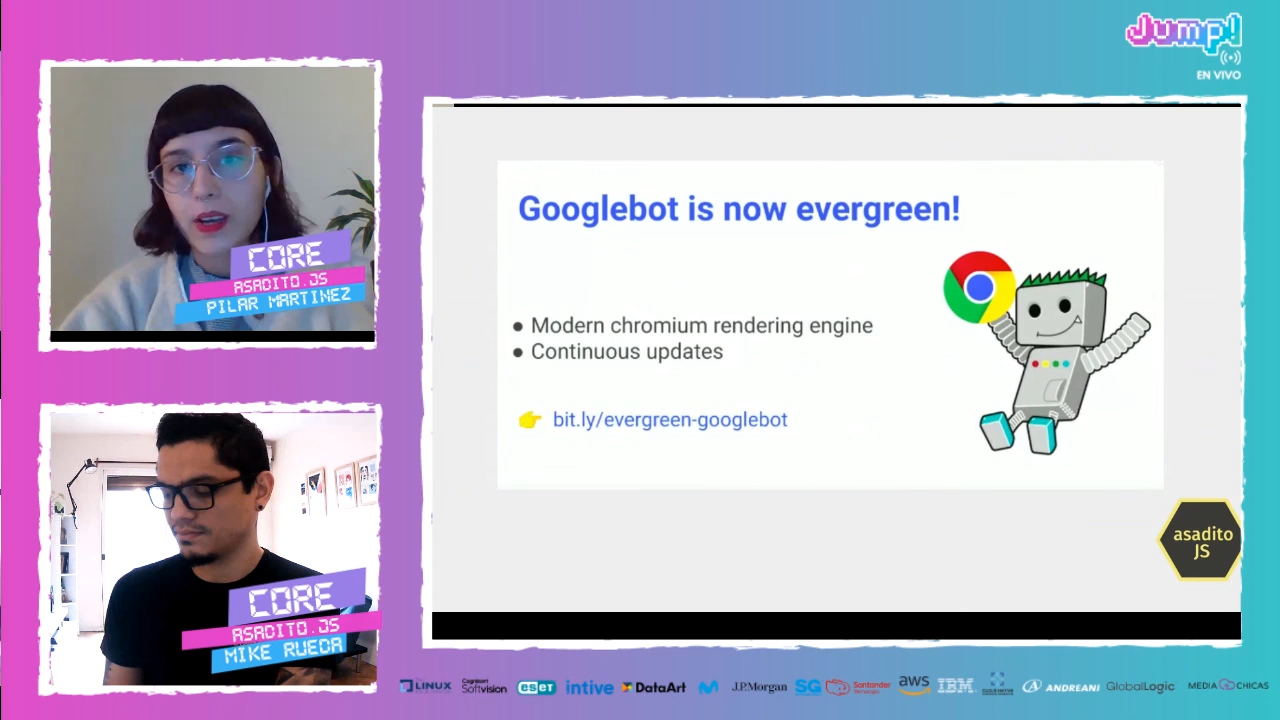 Jump!
EN VIVO
CORE
ASADITO.JS
PILAR MARTINEZ
Googlebot is now evergreen!
● Modern chromium rendering engine
● Continuous updates
👉 bit.ly/evergreen-googlebot
asadito
JS
CORE
ASADITO.JS
MIKE RUEDA
LINUX
Cognizant
Softvision
eset
intive
DataArt
J.P.Morgan
SG
Santander
Tecnología
aws
IBM
ANDREANI
GlobalLogic
MEDIA CHICAS